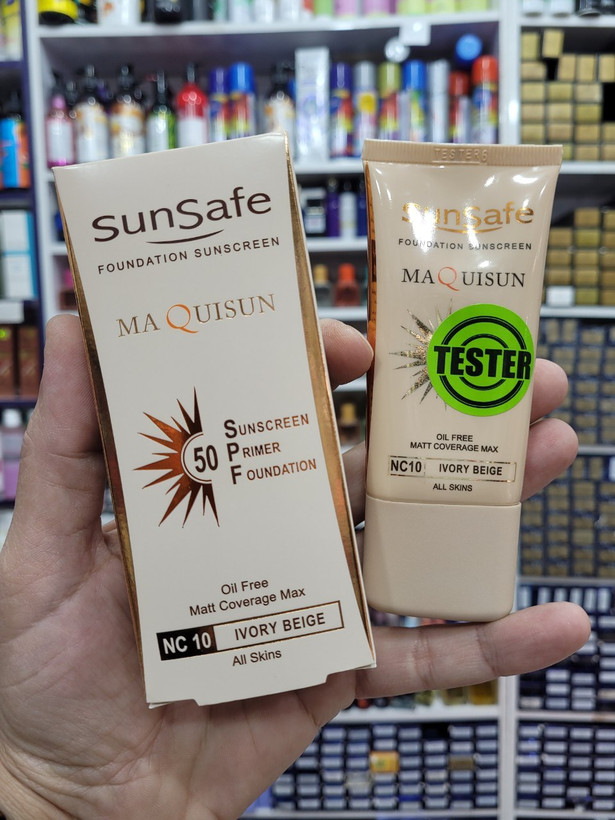 SunSafe
FOUNDATION SUNSCREEN
MAQUISUN
50
SUNSCREEN
PRIMER
FOUNDATION
Oil Free
Matt Coverage Max
NC 10 IVORY BEIGE
All Skins
TESTER
SunSafe
FOUNDATION SUNSCREEN
MAQUISUN
TESTER
OIL FREE
MATT COVERAGE MAX
NC10 IVORY BEIGE
ALL SKINS